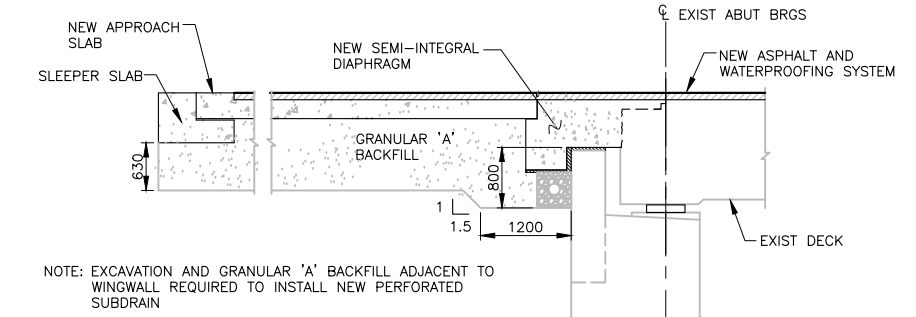 ℄ EXIST ABUT BRGS
NEW APPROACH
SLAB
NEW SEMI-INTEGRAL
DIAPHRAGM
NEW ASPHALT AND
WATERPROOFING SYSTEM
SLEEPER SLAB
GRANULAR 'A'
BACKFILL
630
800
1
1.5
1200
EXIST DECK
NOTE: EXCAVATION AND GRANULAR 'A' BACKFILL ADJACENT TO
WINGWALL REQUIRED TO INSTALL NEW PERFORATED
SUBDRAIN